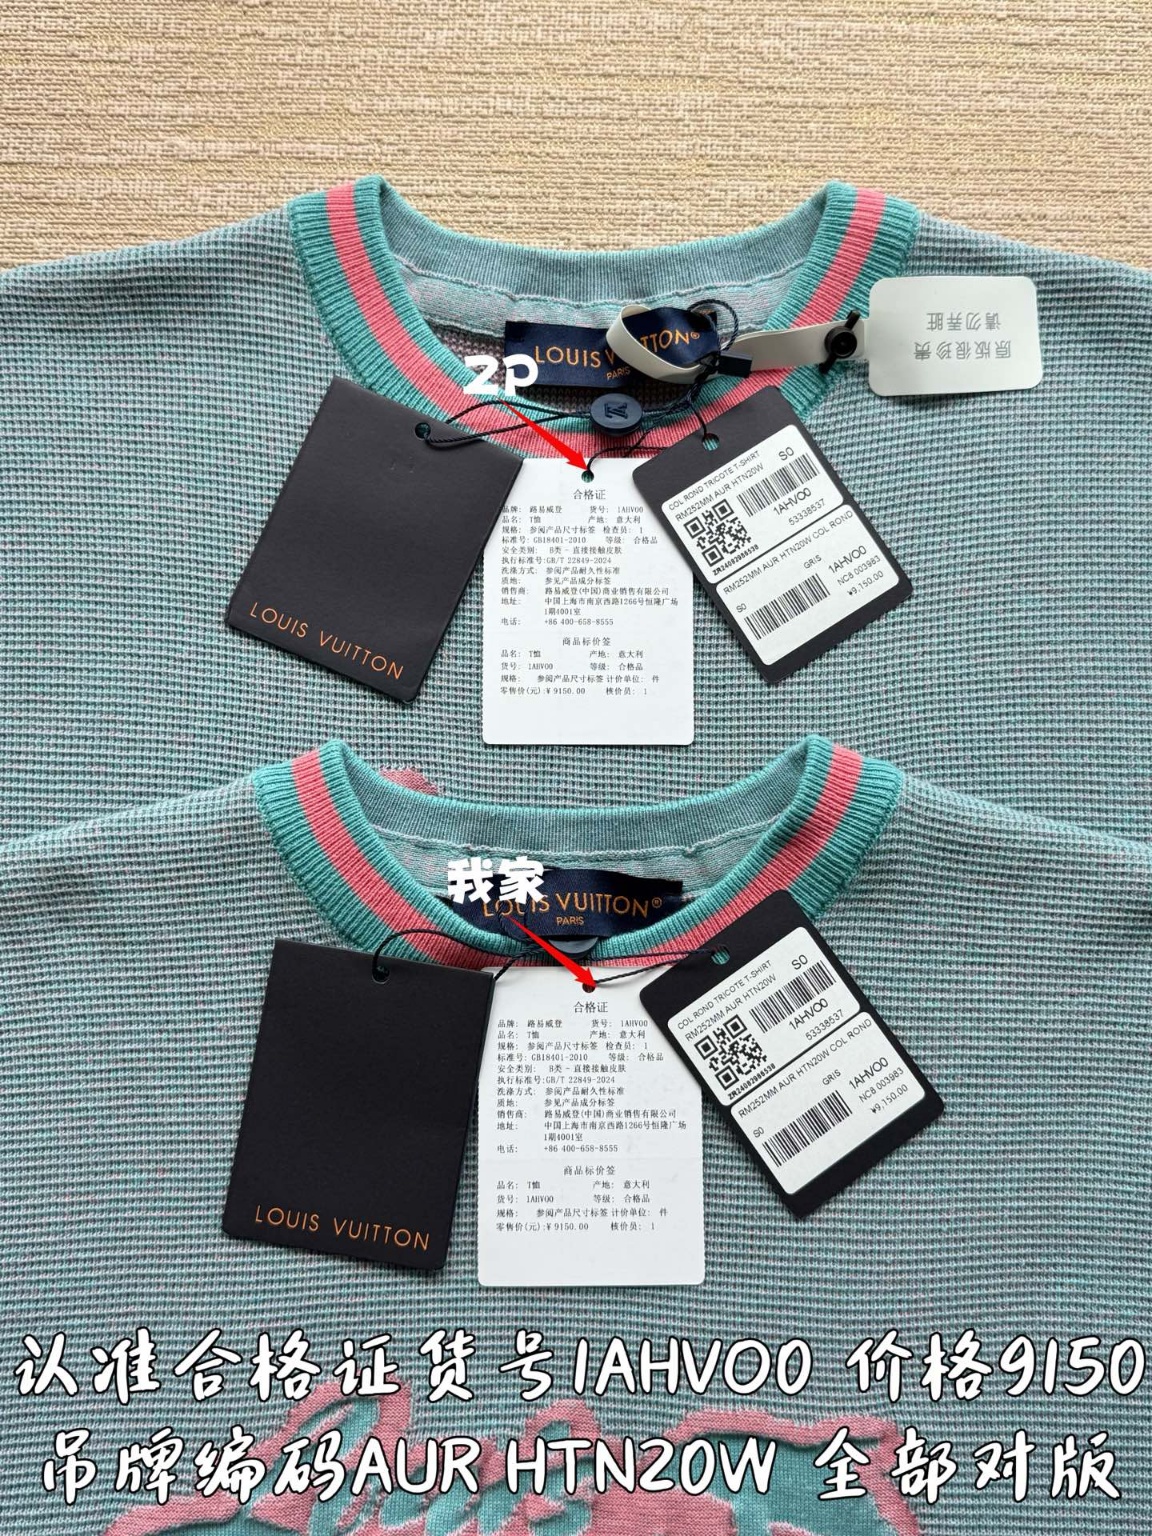 LOUIS VUITTON®
PARIS
请勿弄脏
原版很珍贵
zp
LOUIS VUITTON
合格证
品牌: 路易威登 货号: 1AHVO0
品名: T恤 产地: 意大利
规格: 参阅产品尺寸标签 检查员: 1
标准号: GB18401-2010 等级: 合格品
安全类别: B类-直接接触皮肤
执行标准号:GB/T 22849-2024
洗涤方式: 参阅产品耐久性标准
质地: 参见产品成分标签
销售商: 路易威登(中国)商业销售有限公司
地址: 中国上海市南京西路1266号恒隆广场
1期4001室
电话: +86 400-658-8555
商品标价签
品名: T恤 产地: 意大利
货号: 1AHVO0 等级: 合格品
规格: 参阅产品尺寸标签 计价单位: 件
零售价(元):¥ 9150.00 核价员: 1
COL ROND TRICOTE T-SHIRT
RM252MM AUR HTN20W S0
1AHVO0
53338537
ZR24082988538
RM252MM AUR HTN20W COL ROND
GRIS 1AHVO0
S0 NC8 003983
¥9,150.00
我家
LOUIS VUITTON®
PARIS
LOUIS VUITTON
合格证
品牌: 路易威登 货号: 1AHVO0
品名: T恤 产地: 意大利
规格: 参阅产品尺寸标签 检查员: 1
标准号: GB18401-2010 等级: 合格品
安全类别: B类-直接接触皮肤
执行标准号:GB/T 22849-2024
洗涤方式: 参阅产品耐久性标准
质地: 参见产品成分标签
销售商: 路易威登(中国)商业销售有限公司
地址: 中国上海市南京西路1266号恒隆广场
1期4001室
电话: +86 400-658-8555
商品标价签
品名: T恤 产地: 意大利
货号: 1AHVO0 等级: 合格品
规格: 参阅产品尺寸标签 计价单位: 件
零售价(元):¥ 9150.00 核价员: 1
COL ROND TRICOTE T-SHIRT
RM252MM AUR HTN20W S0
1AHVO0
53338537
ZR24082988538
RM252MM AUR HTN20W COL ROND
GRIS 1AHVO0
S0 NC8 003983
¥9,150.00
认准合格证货号1AHVO0 价格9150
吊牌编码AUR HTN20W 全部对版